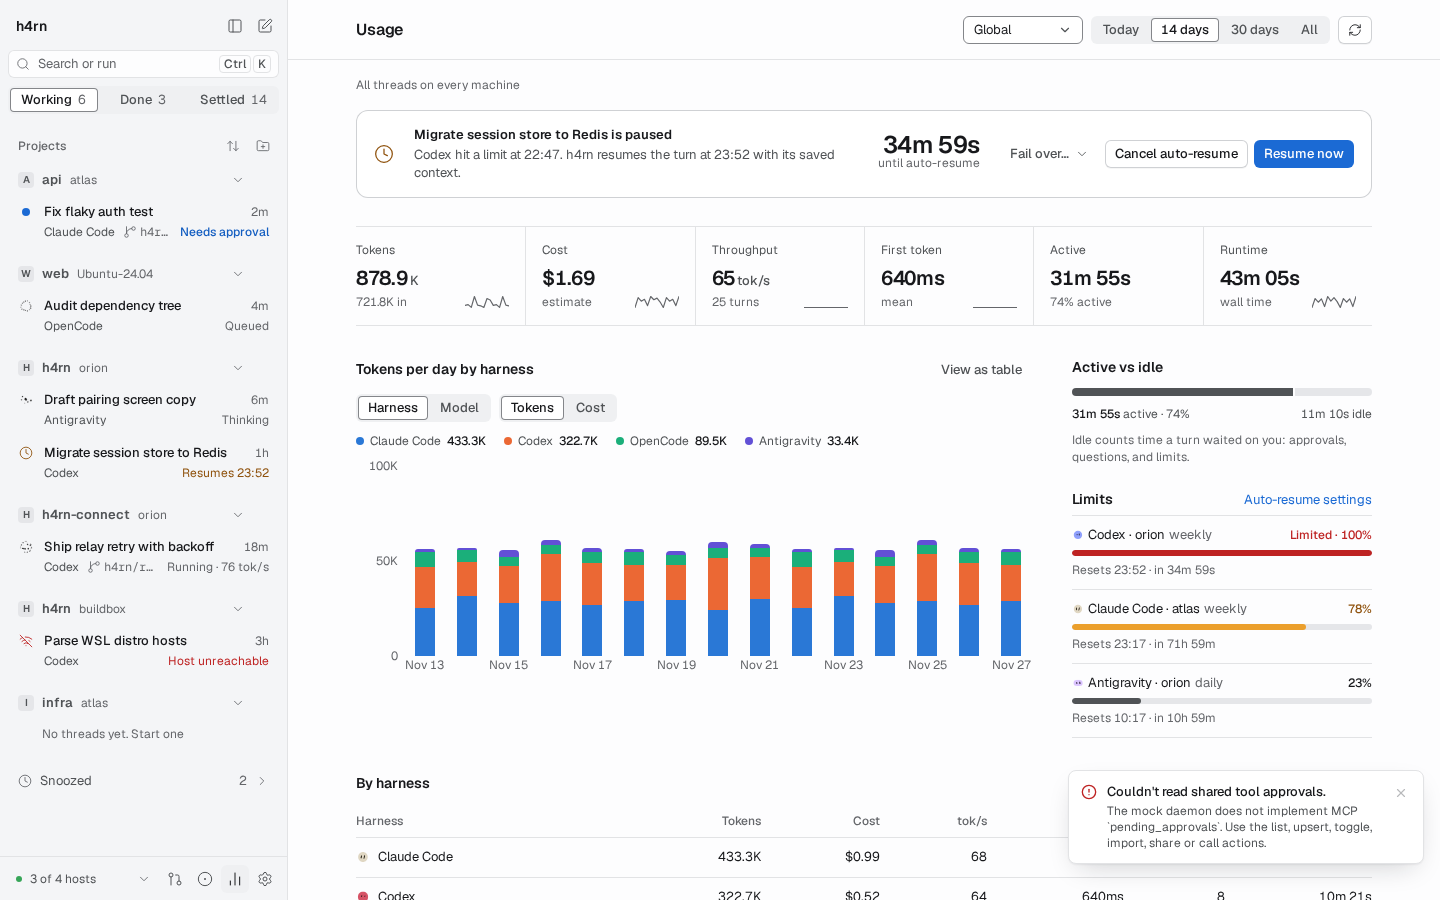 h4rn
Search or run Ctrl K
Working 6 Done 3 Settled 14
Projects
A api atlas
Fix flaky auth test 2m
Claude Code h4r... Needs approval
W web Ubuntu-24.04
Audit dependency tree 4m
OpenCode Queued
H h4rn orion
Draft pairing screen copy 6m
Antigravity Thinking
Migrate session store to Redis 1h
Codex Resumes 23:52
H h4rn-connect orion
Ship relay retry with backoff 18m
Codex h4rn/r... Running · 76 tok/s
H h4rn buildbox
Parse WSL distro hosts 3h
Codex Host unreachable
I infra atlas
No threads yet. Start one
Snoozed 2
3 of 4 hosts
Usage
Global Today 14 days 30 days All
All threads on every machine
Migrate session store to Redis is paused
Codex hit a limit at 22:47. h4rn resumes the turn at 23:52 with its saved
context.
34m 59s
until auto-resume
Fail over... Cancel auto-resume Resume now
Tokens
878.9 K
721.8K in
Cost
$1.69
estimate
Throughput
65 tok/s
25 turns
First token
640ms
mean
Active
31m 55s
74% active
Runtime
43m 05s
wall time
Tokens per day by harness View as table
Harness Model Tokens Cost
Claude Code 433.3K Codex 322.7K OpenCode 89.5K Antigravity 33.4K
100K
50K
0
Nov 13 Nov 15 Nov 17 Nov 19 Nov 21 Nov 23 Nov 25 Nov 27
Active vs idle
31m 55s active · 74% 11m 10s idle
Idle counts time a turn waited on you: approvals,
questions, and limits.
Limits Auto-resume settings
Codex · orion weekly Limited · 100%
Resets 23:52 · in 34m 59s
Claude Code · atlas weekly 78%
Resets 23:17 · in 71h 59m
Antigravity · orion daily 23%
Resets 10:17 · in 10h 59m
By harness
Harness Tokens Cost tok/s
Claude Code 433.3K $0.99 68
Codex 322.7K $0.52 64 640ms 8 10m 21s
Couldn't read shared tool approvals.
The mock daemon does not implement MCP
`pending_approvals`. Use the list, upsert, toggle,
import, share or call actions.